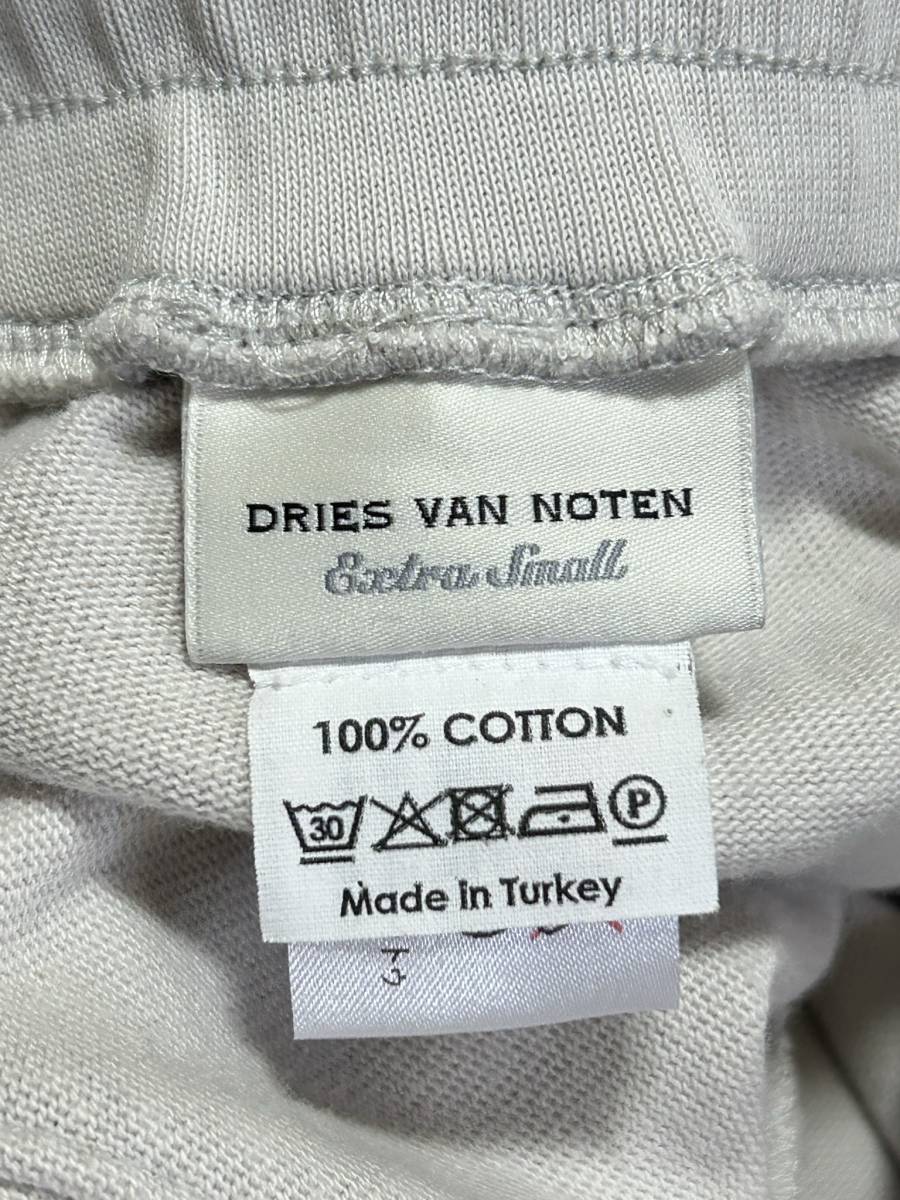 DRIES VAN NOTEN
Extra Small
100% COTTON
30 P
Made in Turkey